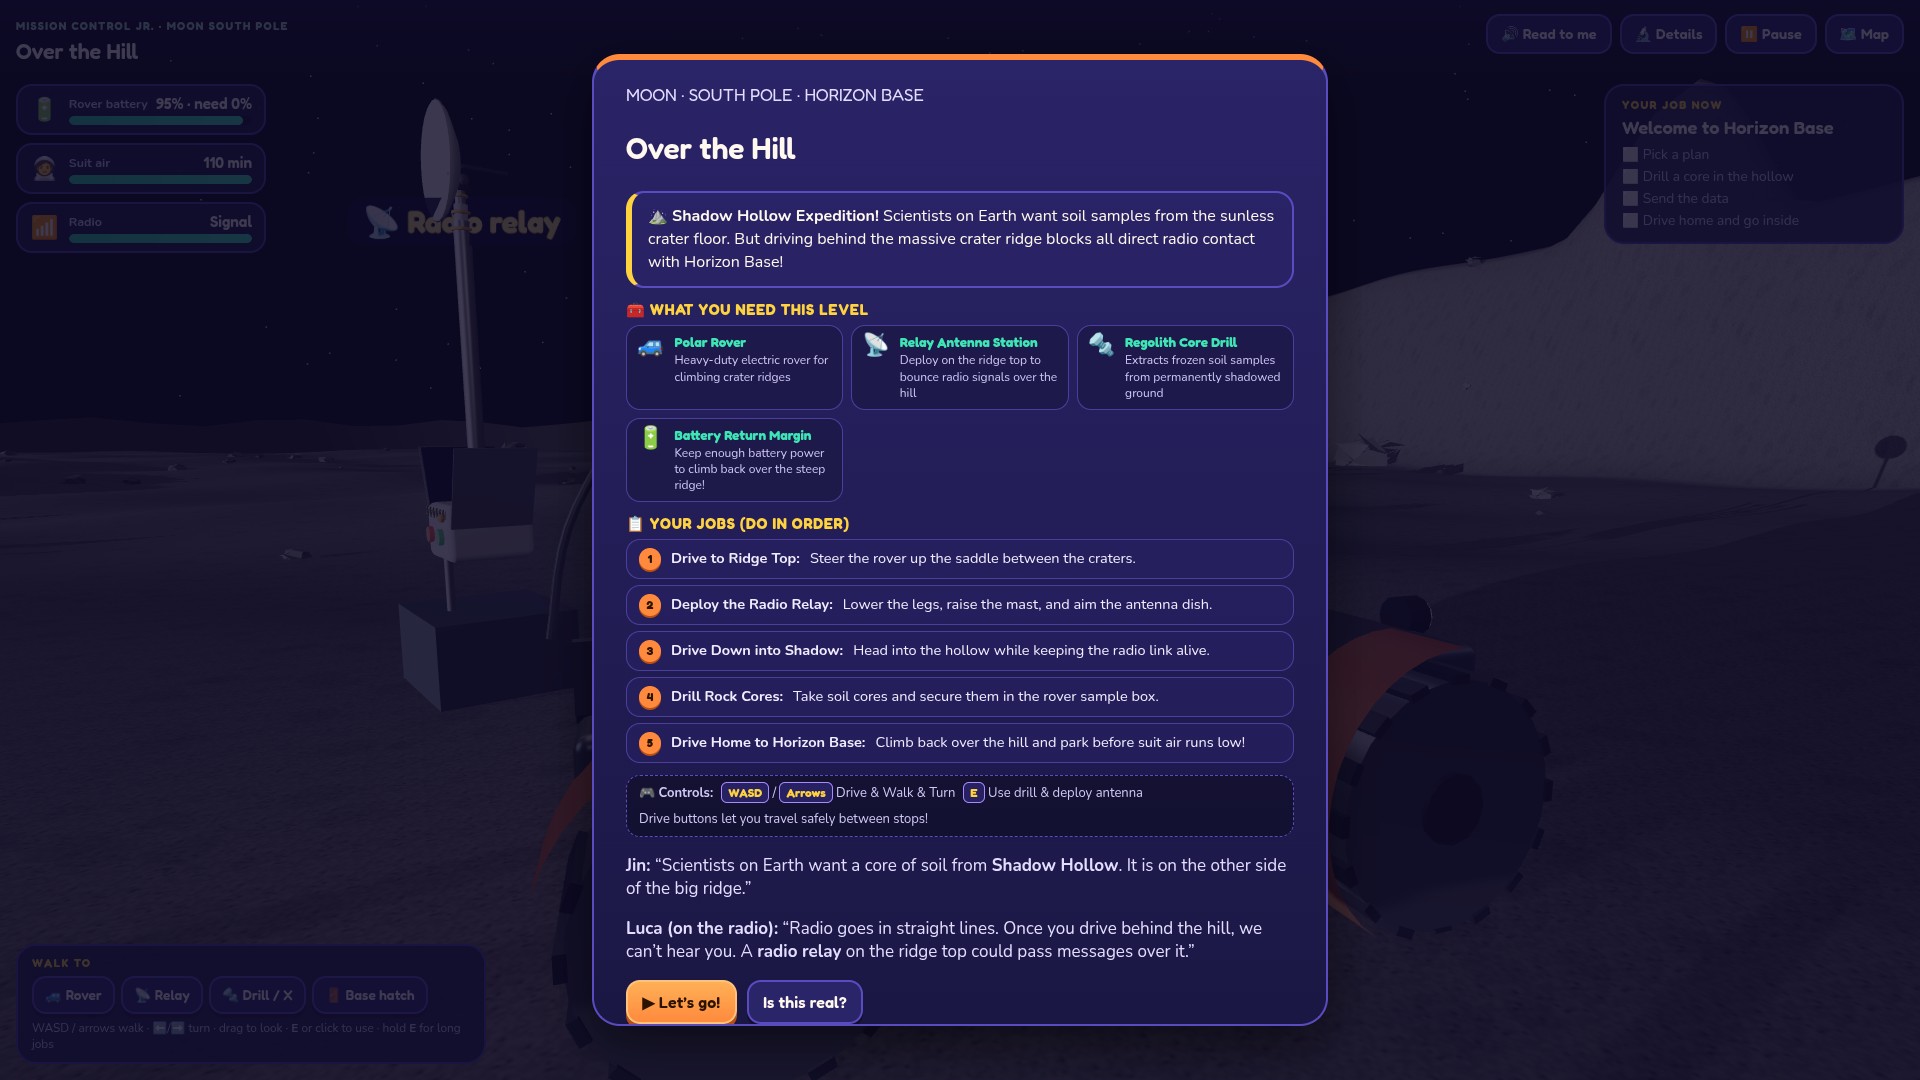 MISSION CONTROL JR. · MOON SOUTH POLE
Over the Hill
Rover battery 95% · need 0%
Suit air 110 min
Radio Signal
Radio relay
Read to me
Details
Pause
Map
YOUR JOB NOW
Welcome to Horizon Base
Pick a plan
Drill a core in the hollow
Send the data
Drive home and go inside
MOON · SOUTH POLE · HORIZON BASE
Over the Hill
Shadow Hollow Expedition! Scientists on Earth want soil samples from the sunless
crater floor. But driving behind the massive crater ridge blocks all direct radio contact
with Horizon Base!
WHAT YOU NEED THIS LEVEL
Polar Rover
Heavy-duty electric rover for
climbing crater ridges
Relay Antenna Station
Deploy on the ridge top to
bounce radio signals over the
hill
Regolith Core Drill
Extracts frozen soil samples
from permanently shadowed
ground
Battery Return Margin
Keep enough battery power
to climb back over the steep
ridge!
YOUR JOBS (DO IN ORDER)
1 Drive to Ridge Top: Steer the rover up the saddle between the craters.
2 Deploy the Radio Relay: Lower the legs, raise the mast, and aim the antenna dish.
3 Drive Down into Shadow: Head into the hollow while keeping the radio link alive.
4 Drill Rock Cores: Take soil cores and secure them in the rover sample box.
5 Drive Home to Horizon Base: Climb back over the hill and park before suit air runs low!
Controls: WASD / Arrows Drive & Walk & Turn E Use drill & deploy antenna
Drive buttons let you travel safely between stops!
Jin: “Scientists on Earth want a core of soil from Shadow Hollow. It is on the other side
of the big ridge.”
Luca (on the radio): “Radio goes in straight lines. Once you drive behind the hill, we
can’t hear you. A radio relay on the ridge top could pass messages over it.”
▶ Let’s go!
Is this real?
WALK TO
Rover
Relay
Drill / X
Base hatch
WASD / arrows walk · ⬅/➡ turn · drag to look · E or click to use · hold E for long
jobs